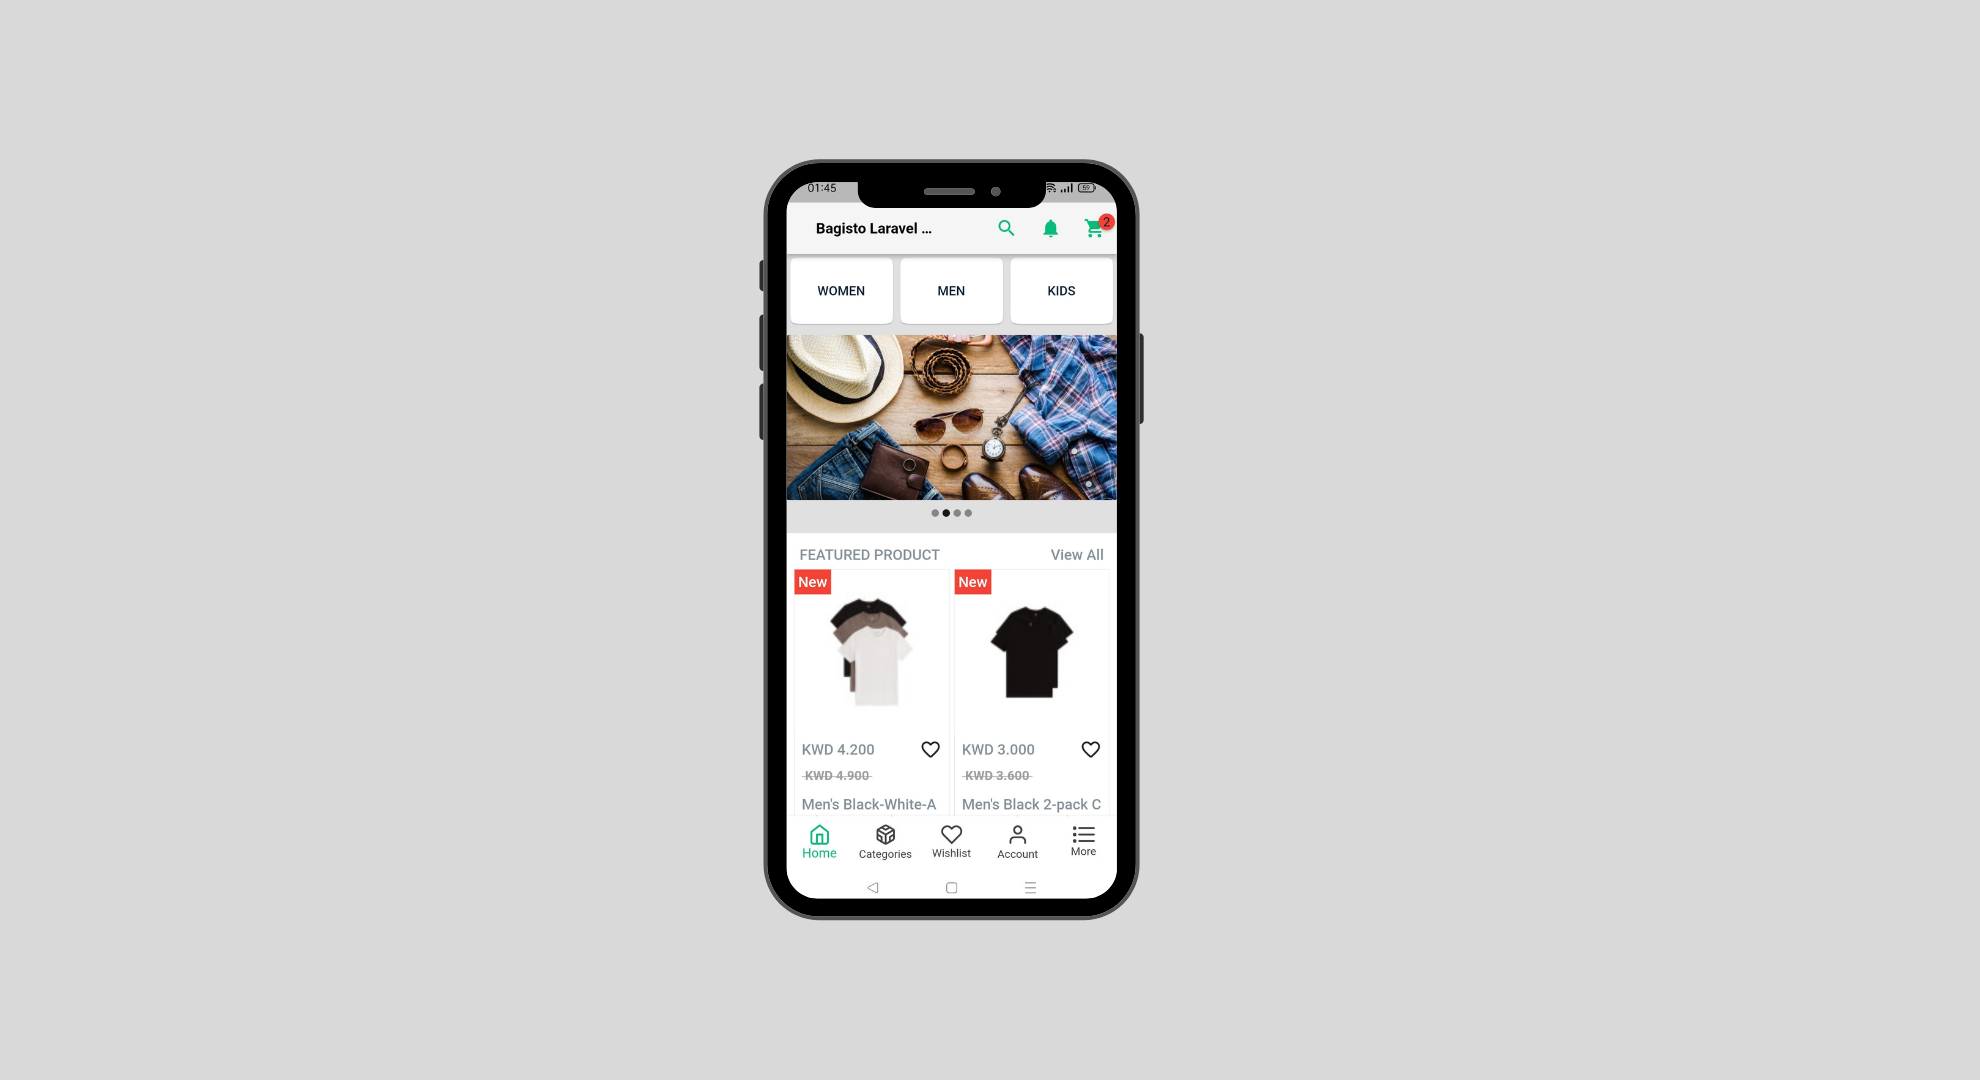 01:45 59
Bagisto Laravel ... 2
WOMEN MEN KIDS
FEATURED PRODUCT View All
New New
KWD 4.200 KWD 3.000
KWD 4.900 KWD 3.600
Men's Black-White-A Men's Black 2-pack C
Home Categories Wishlist Account More